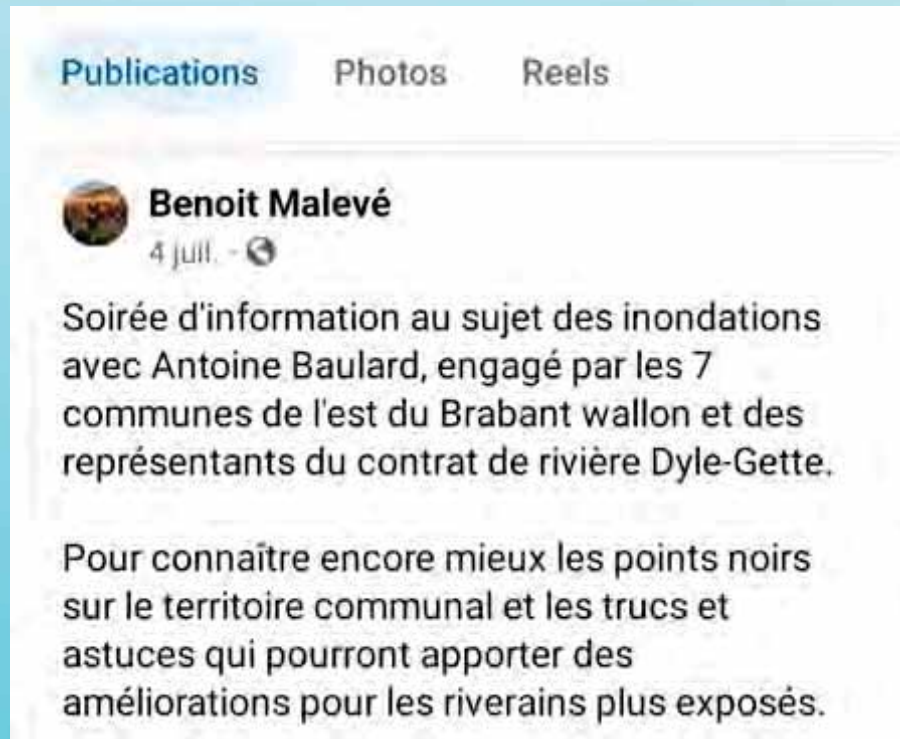 Publications Photos Reels
Benoit Malevé
4 juil. ·
Soirée d'information au sujet des inondations
avec Antoine Baulard, engagé par les 7
communes de l'est du Brabant wallon et des
représentants du contrat de rivière Dyle-Gette.
Pour connaître encore mieux les points noirs
sur le territoire communal et les trucs et
astuces qui pourront apporter des
améliorations pour les riverains plus exposés.